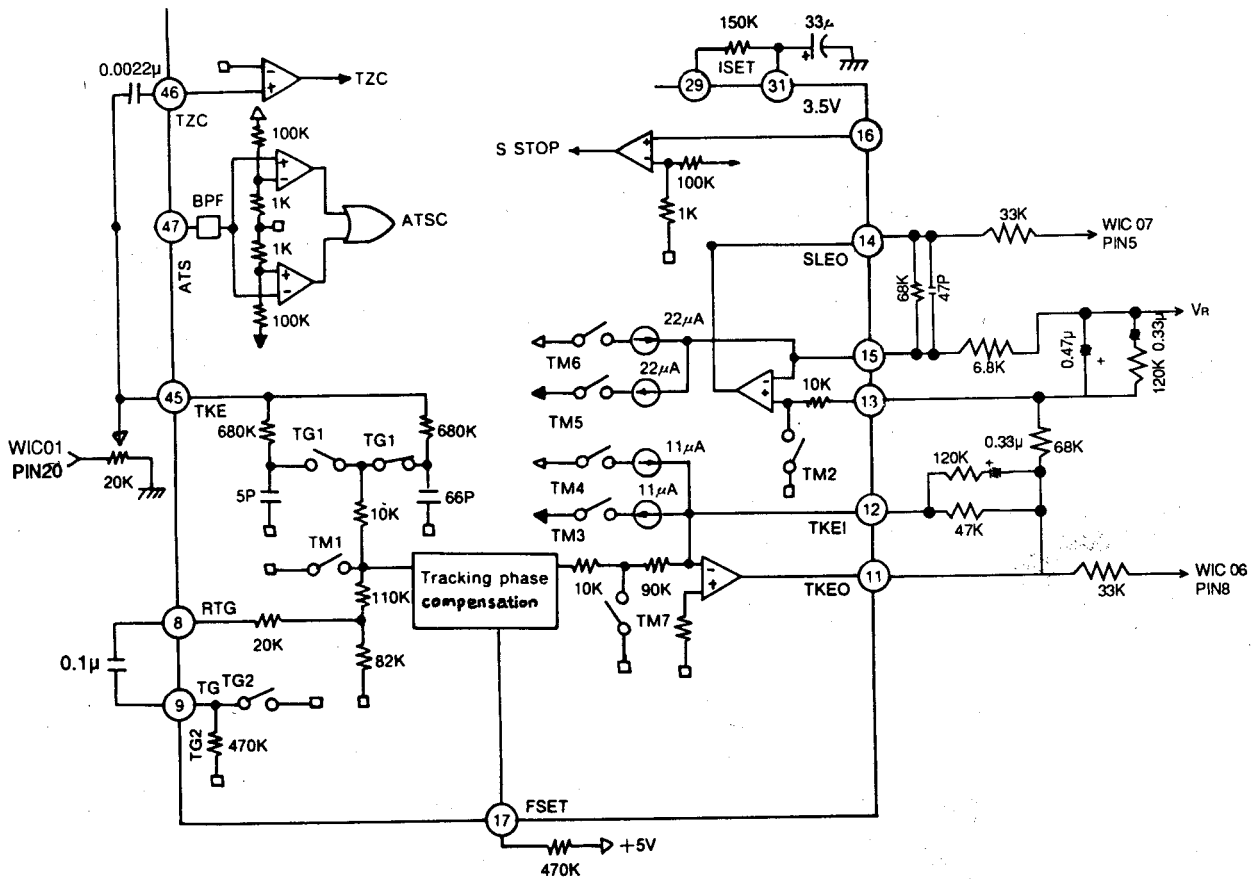 150K
33μ
ISET
29
31
3.5V
0.0022μ
46
TZC
TZC
100K
1K
1K
100K
BPF
47
ATS
ATSC
S STOP
16
100K
1K
14
SLEO
33K
WIC 07
PIN5
68K
47P
22μA
TM6
22μA
TM5
15
6.8K
VR
0.47μ
+
0.33μ
120K
10K
13
TM2
68K
45
TKE
680K
TG1
TG1
680K
5P
66P
WIC01
PIN20
20K
10K
11μA
TM4
11μA
TM3
12
TKEI
120K
0.33μ
+
47K
TM1
Tracking phase
compensation
10K
90K
TM7
11
TKEO
33K
WIC 06
PIN8
110K
8
RTG
20K
82K
0.1μ
9
TG
TG2
TG2
470K
17
FSET
470K
+5V